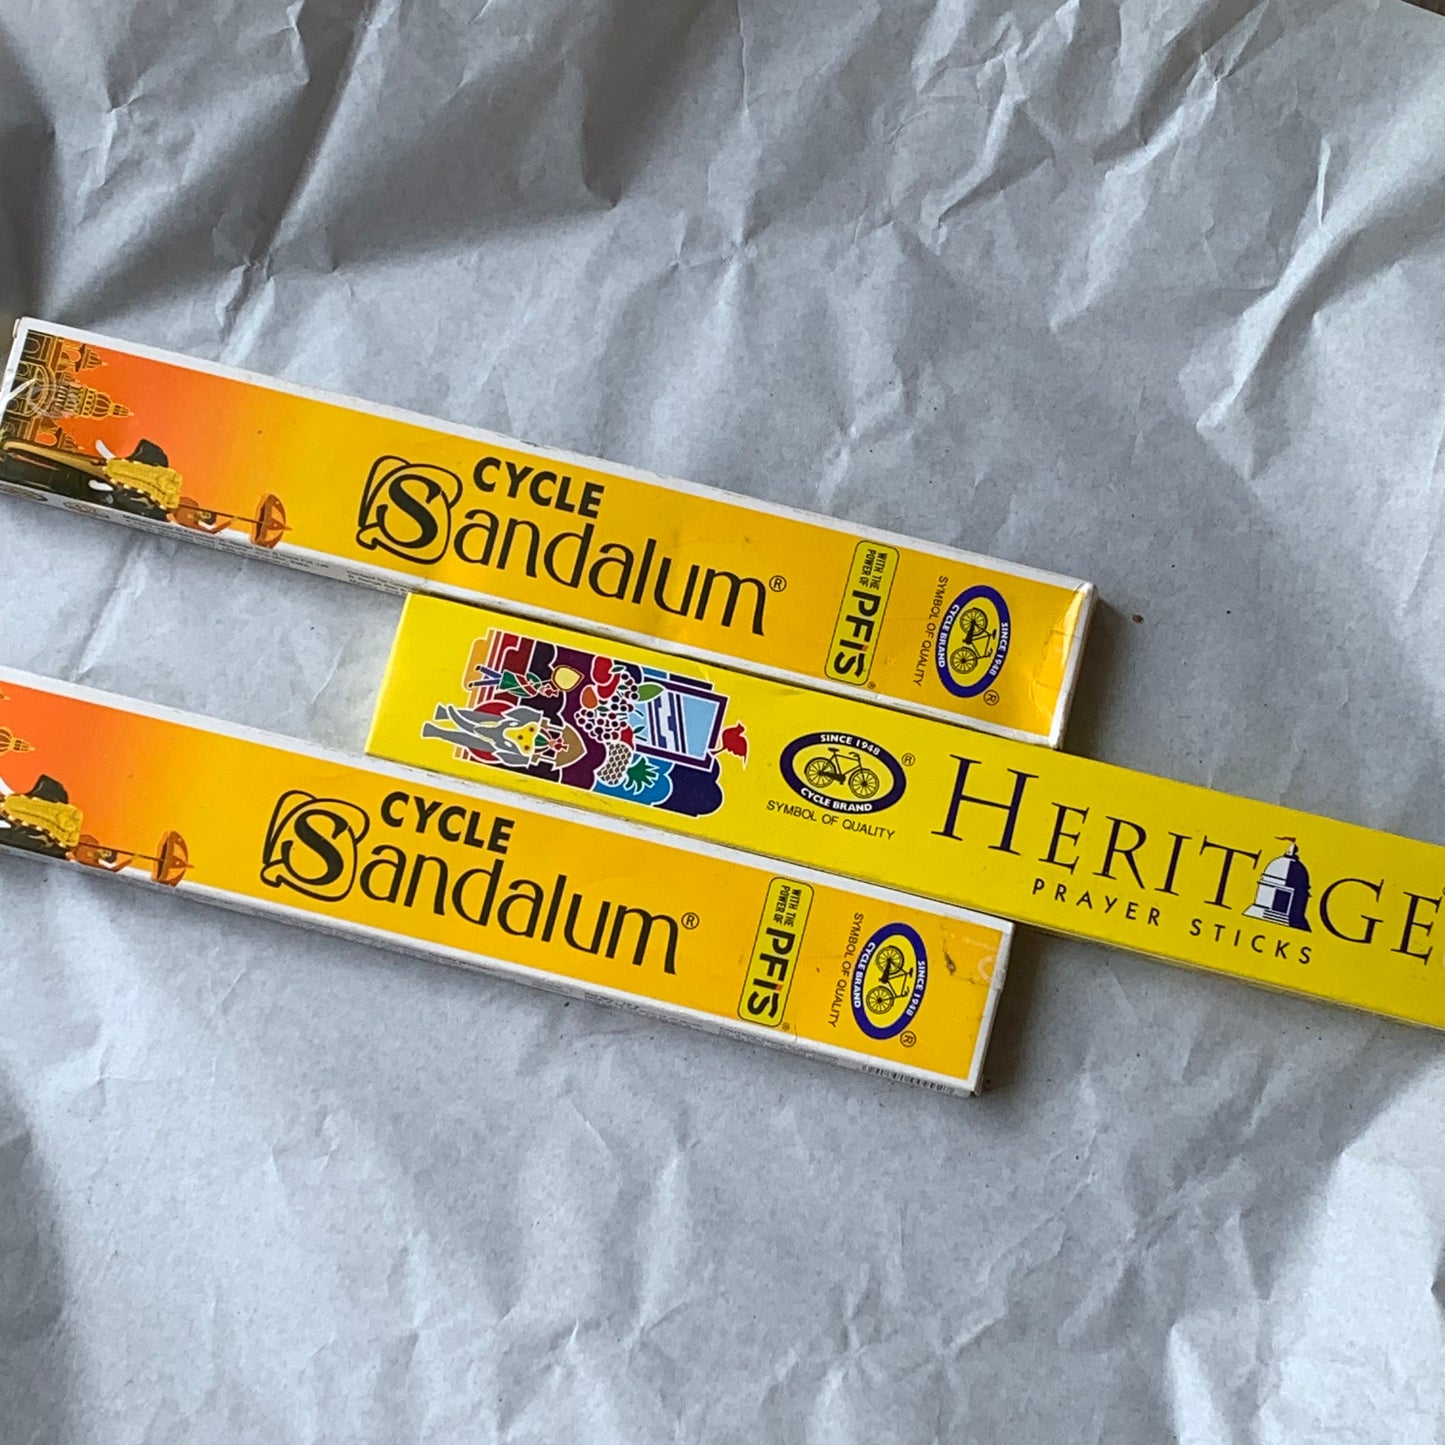 CYCLE
Sandalum®
WITH THE
POWER OF
PFiS®
SYMBOL OF QUALITY
SINCE 1948
CYCLE BRAND
®
SINCE 1948
CYCLE BRAND
®
SYMBOL OF QUALITY
HERITAGE
PRAYER STICKS
CYCLE
Sandalum®
WITH THE
POWER OF
PFiS®
SYMBOL OF QUALITY
SINCE 1948
CYCLE BRAND
®